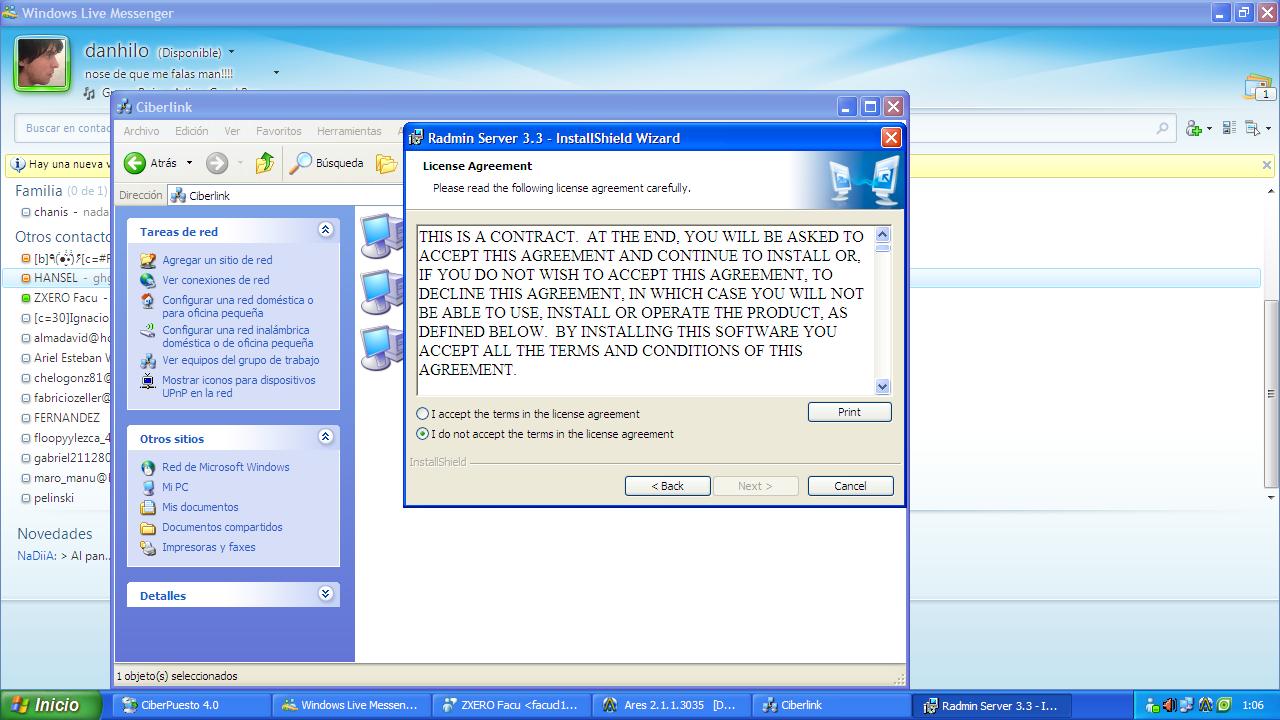 Windows Live Messenger
danhilo (Disponible)
nose de que me falas man!!!!
1
Buscar en contac
Hay una nueva v
Familia (0 de 1)
chanis - nada
Otros contacto
HANSEL - gho
ZXERO Facu -
[c=30]Ignacio
almadavid@ho
Ariel Esteban W
chelogonz81@
fabriciozeller@
FERNANDEZ
floopyylezca_4
gabriel211280
maro_manu@
pelinski
Novedades
NaDiiA: > Al pan...
Ciberlink
Archivo Edición Ver Favoritos Herramientas A
Atrás Búsqueda
Dirección Ciberlink
Tareas de red
Agregar un sitio de red
Ver conexiones de red
Configurar una red doméstica o
para oficina pequeña
Configurar una red inalámbrica
doméstica o de oficina pequeña
Ver equipos del grupo de trabajo
Mostrar iconos para dispositivos
UPnP en la red
Otros sitios
Red de Microsoft Windows
Mi PC
Mis documentos
Documentos compartidos
Impresoras y faxes
Detalles
1 objeto(s) seleccionados
Radmin Server 3.3 - InstallShield Wizard
License Agreement
Please read the following license agreement carefully.
THIS IS A CONTRACT. AT THE END, YOU WILL BE ASKED TO
ACCEPT THIS AGREEMENT AND CONTINUE TO INSTALL OR,
IF YOU DO NOT WISH TO ACCEPT THIS AGREEMENT, TO
DECLINE THIS AGREEMENT, IN WHICH CASE YOU WILL NOT
BE ABLE TO USE, INSTALL OR OPERATE THE PRODUCT, AS
DEFINED BELOW. BY INSTALLING THIS SOFTWARE YOU
ACCEPT ALL THE TERMS AND CONDITIONS OF THIS
AGREEMENT.
I accept the terms in the license agreement
Print
I do not accept the terms in the license agreement
InstallShield
< Back Next > Cancel
Inicio
CiberPuesto 4.0
Windows Live Messen...
ZXERO Facu <facud1...
Ares 2.1.1.3035 [D...
Ciberlink
Radmin Server 3.3 - I...
1:06